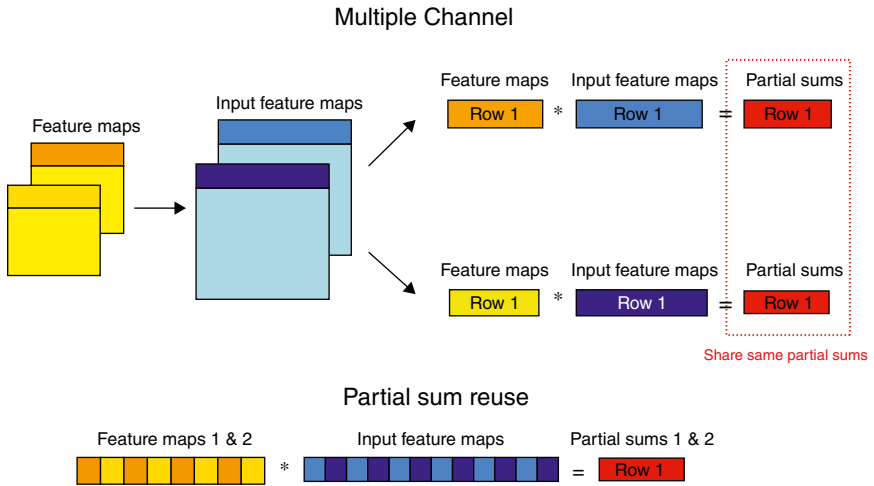 Multiple Channel
Feature maps
Input feature maps
Feature maps Input feature maps Partial sums
Row 1 * Row 1 = Row 1
Feature maps Input feature maps Partial sums
Row 1 * Row 1 = Row 1
Share same partial sums
Partial sum reuse
Feature maps 1 & 2 Input feature maps Partial sums 1 & 2
* = Row 1